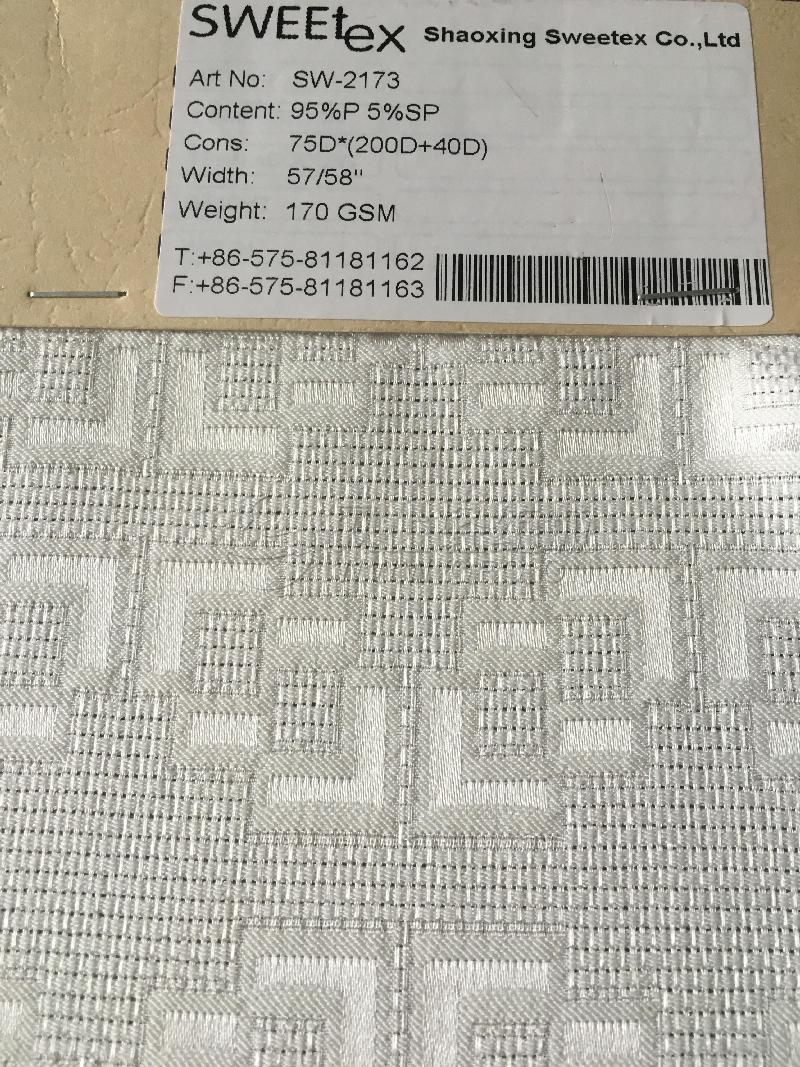 SWEEtex Shaoxing Sweetex Co.,Ltd
Art No: SW-2173
Content: 95%P 5%SP
Cons: 75D*(200D+40D)
Width: 57/58"
Weight: 170 GSM
T:+86-575-81181162
F:+86-575-81181163